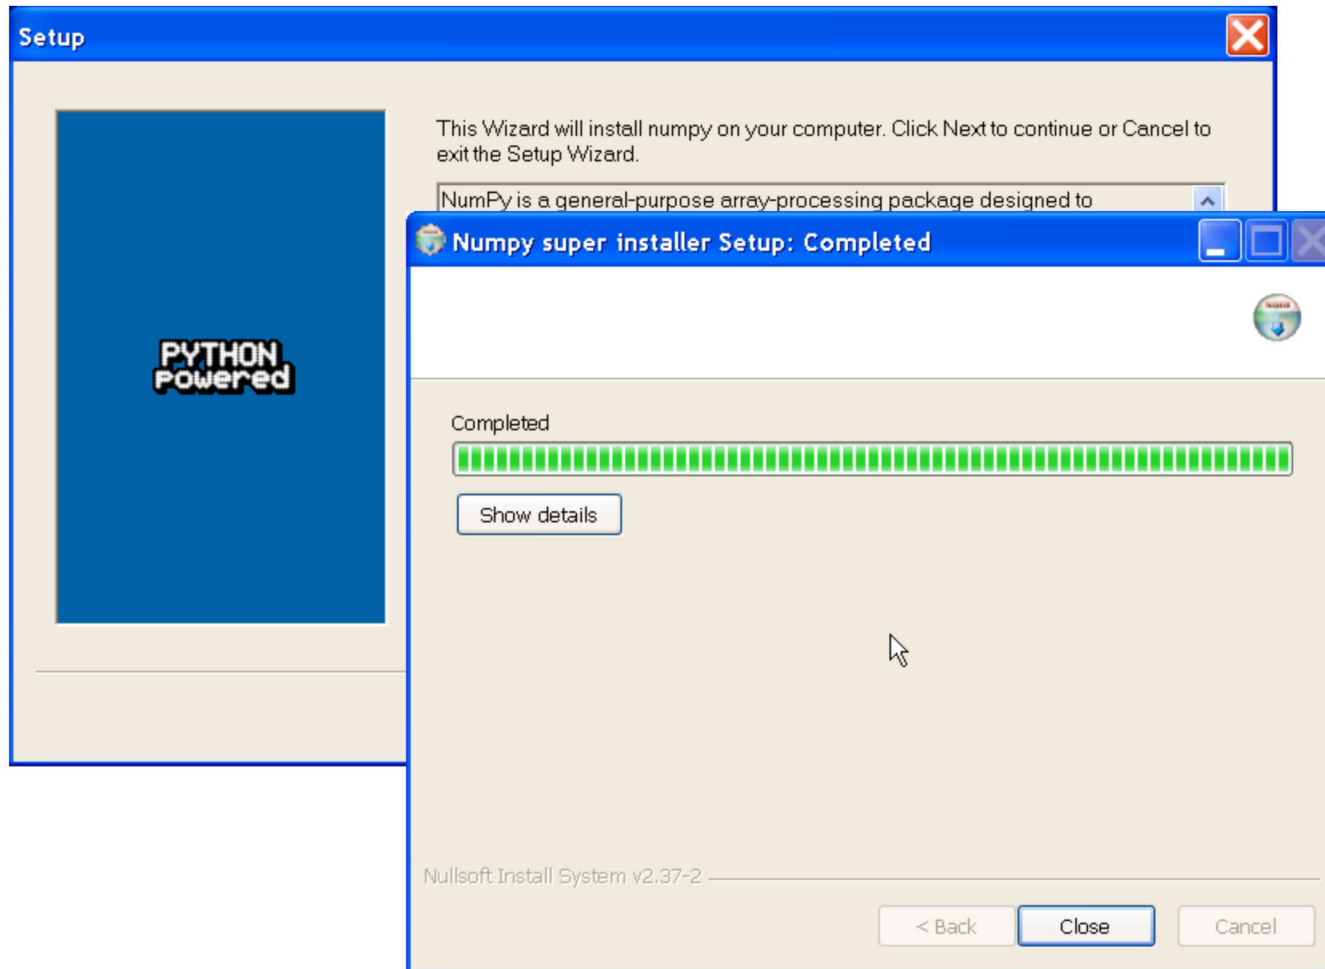 Setup
This Wizard will install numpy on your computer. Click Next to continue or Cancel to
exit the Setup Wizard.
NumPy is a general-purpose array-processing package designed to
PYTHON
Powered
Numpy super installer Setup: Completed
Completed
Show details
Nullsoft Install System v2.37-2
< Back
Close
Cancel